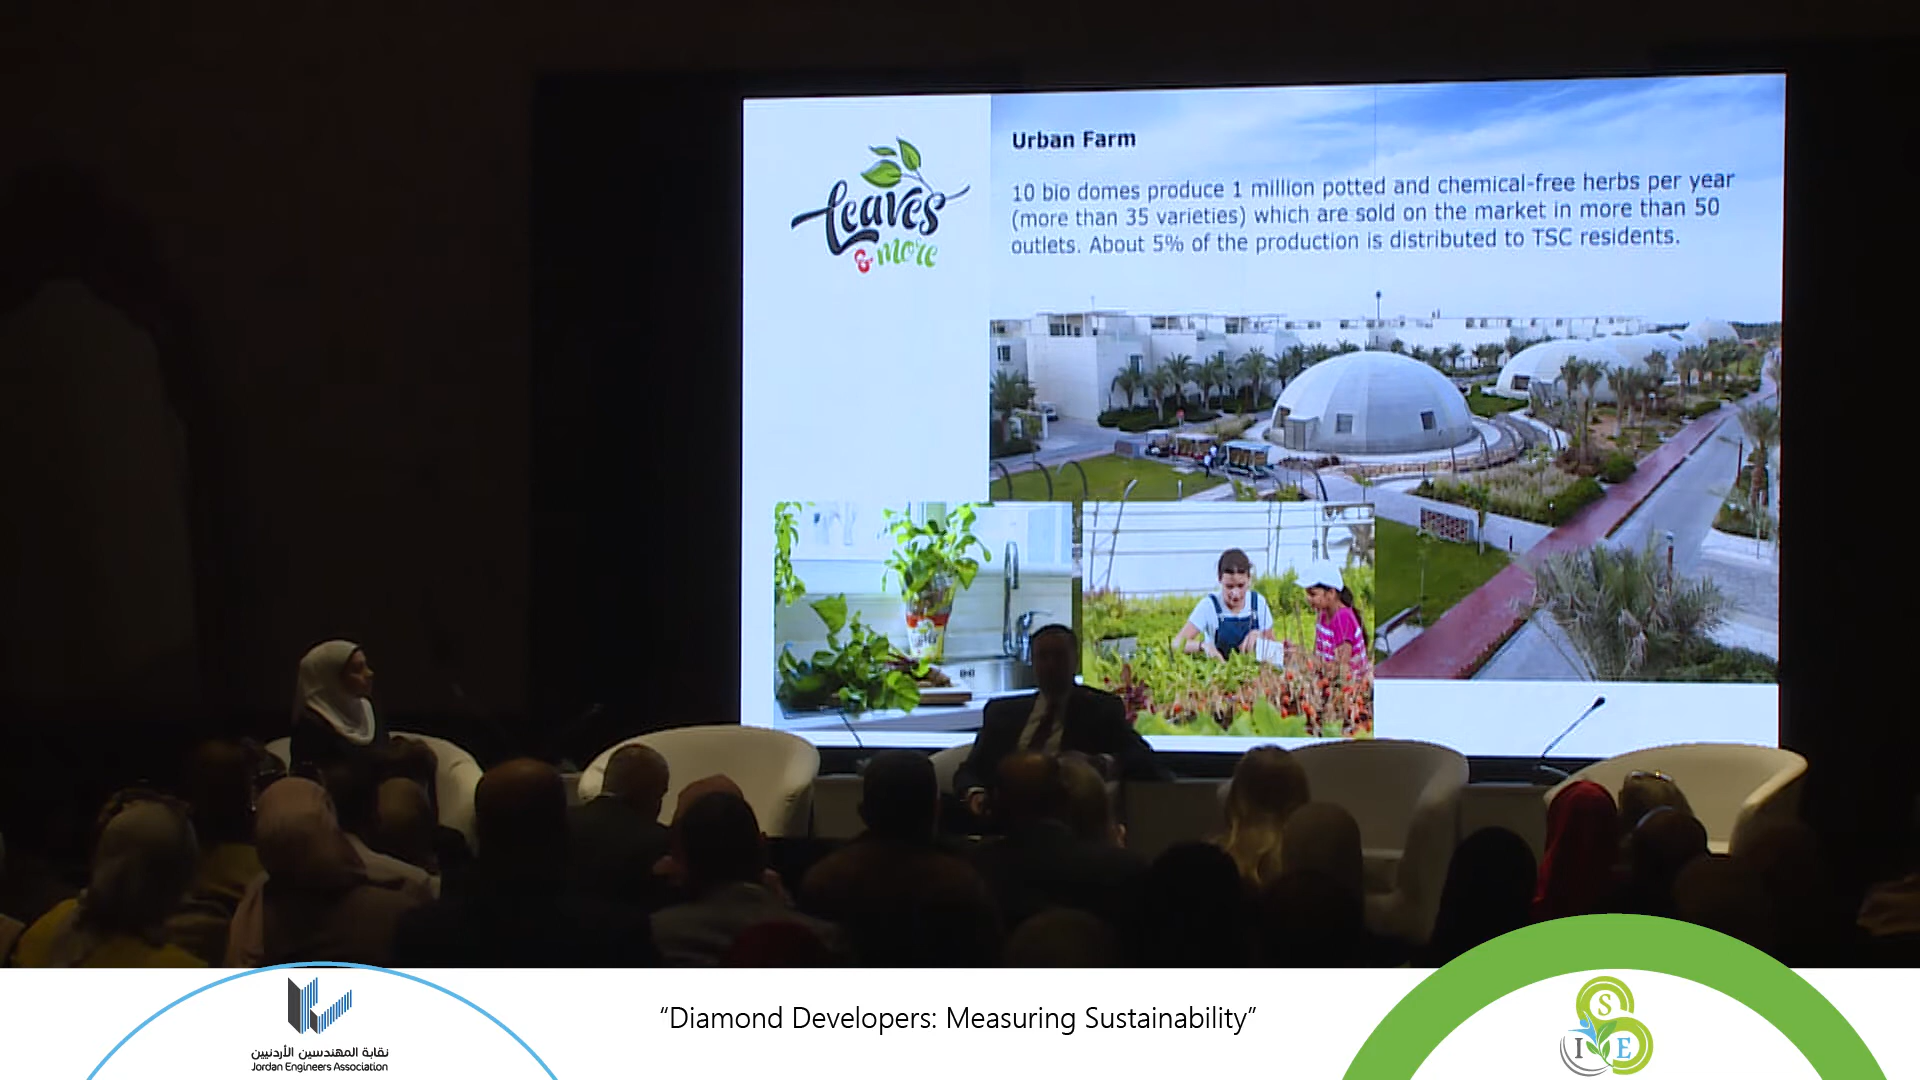 Leaves
& more
Urban Farm
10 bio domes produce 1 million potted and chemical-free herbs per year
(more than 35 varieties) which are sold on the market in more than 50
outlets. About 5% of the production is distributed to TSC residents.
نقابة المهندسين الأردنيين
Jordan Engineers Association
“Diamond Developers: Measuring Sustainability”
S
I E